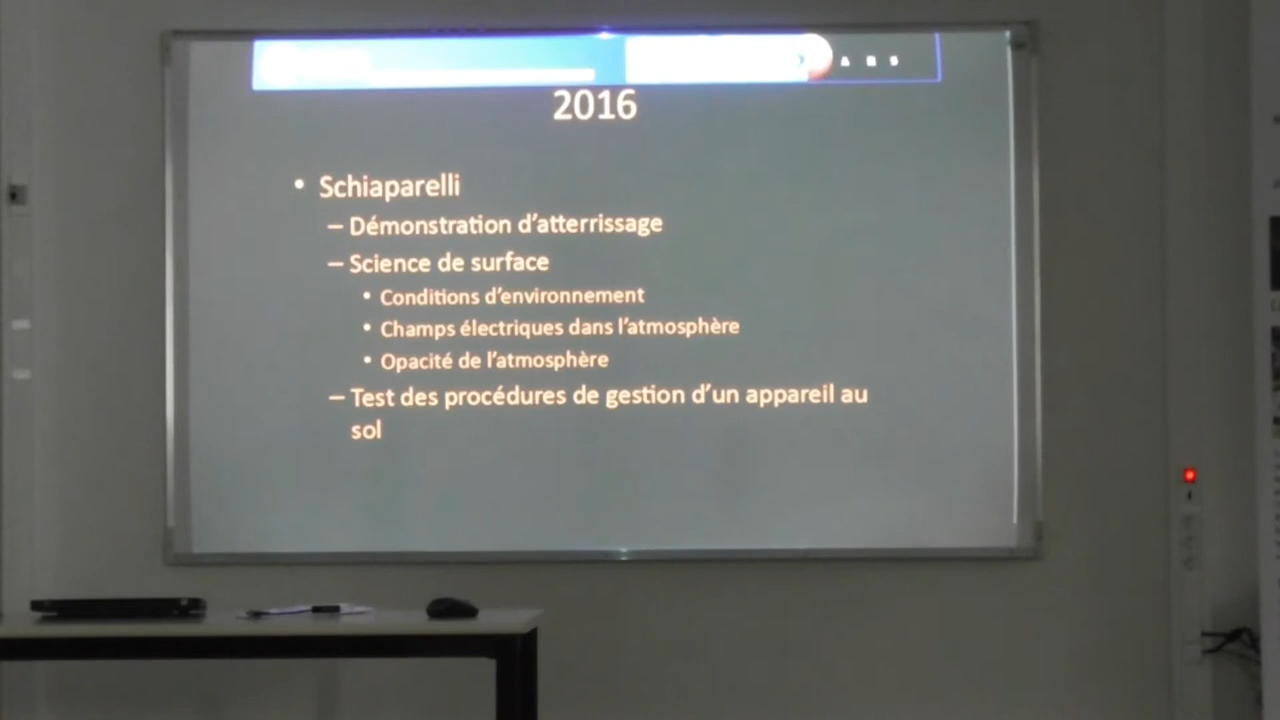 2016
• Schiaparelli
– Démonstration d'atterrissage
– Science de surface
• Conditions d'environnement
• Champs électriques dans l'atmosphère
• Opacité de l'atmosphère
– Test des procédures de gestion d'un appareil au
sol